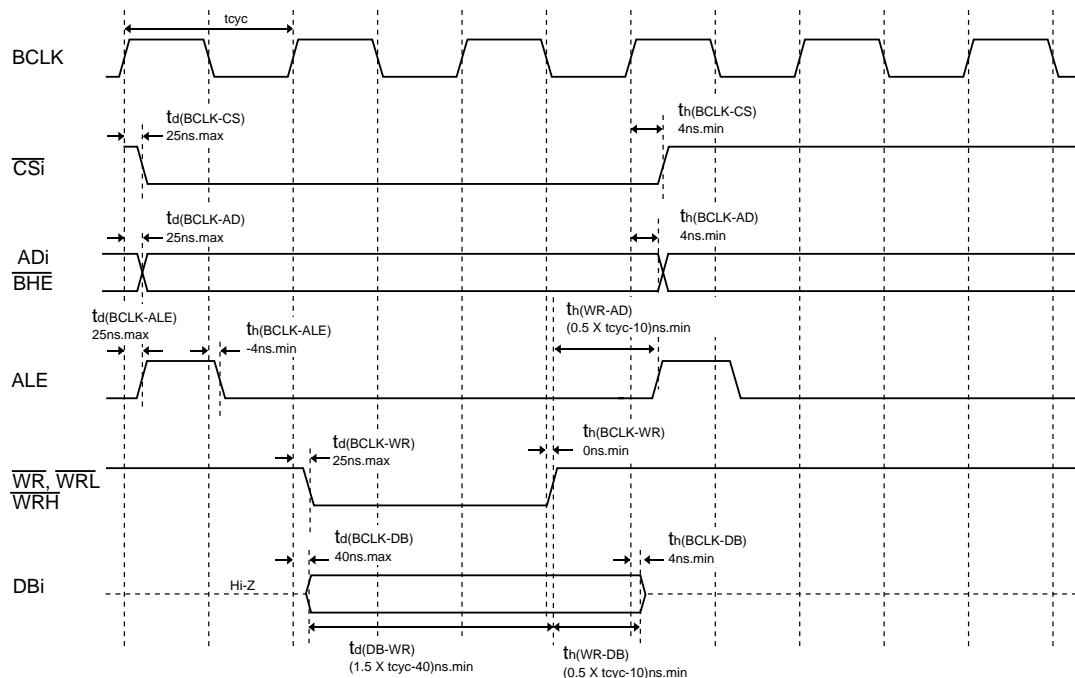 tcyc
BCLK
td(BCLK-CS)
25ns.max
th(BCLK-CS)
4ns.min
CSi
td(BCLK-AD)
25ns.max
th(BCLK-AD)
4ns.min
ADi
BHE
td(BCLK-ALE)
25ns.max
th(BCLK-ALE)
-4ns.min
th(WR-AD)
(0.5 X tcyc-10)ns.min
ALE
td(BCLK-WR)
25ns.max
th(BCLK-WR)
0ns.min
WR, WRL
WRH
td(BCLK-DB)
40ns.max
th(BCLK-DB)
4ns.min
DBi
Hi-Z
td(DB-WR)
(1.5 X tcyc-40)ns.min
th(WR-DB)
(0.5 X tcyc-10)ns.min